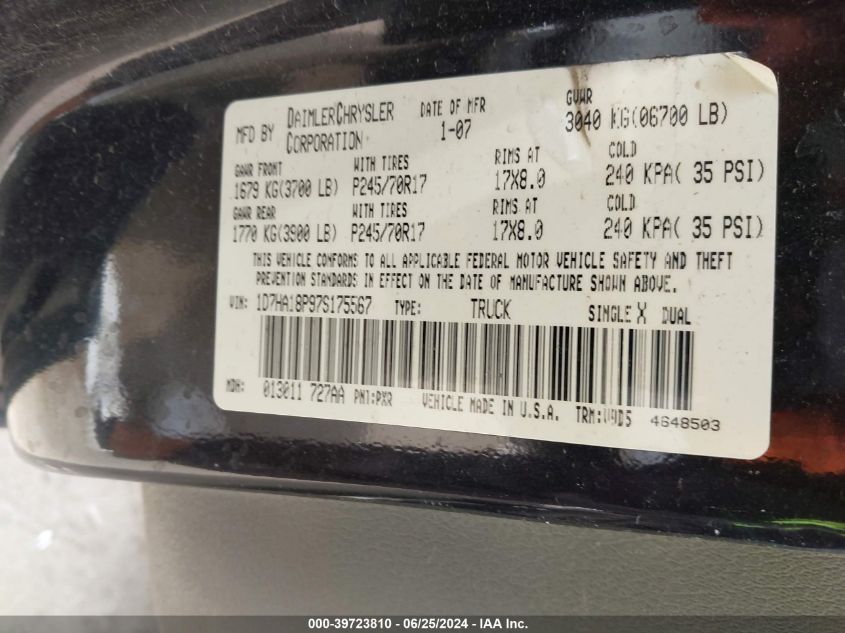 MFD BY DAIMLERCHRYSLER CORPORATION DATE OF MFR 1-07 GVWR 3040 KG(06700 LB)
GAWR FRONT WITH TIRES RIMS AT COLD
1679 KG(3700 LB) P245/70R17 17X8.0 240 KPA( 35 PSI)
GAWR REAR WITH TIRES RIMS AT COLD
1770 KG(3900 LB) P245/70R17 17X8.0 240 KPA( 35 PSI)
THIS VEHICLE CONFORMS TO ALL APPLICABLE FEDERAL MOTOR VEHICLE SAFETY AND THEFT
PREVENTION STANDARDS IN EFFECT ON THE DATE OF MANUFACTURE SHOWN ABOVE.
VIN: 1D7HA18P97S175567 TYPE: TRUCK SINGLE X DUAL
MDH: 013011 727AA PNT:PXR VEHICLE MADE IN U.S.A. TRM: 4648503
000-39723810 - 06/25/2024 - IAA Inc.